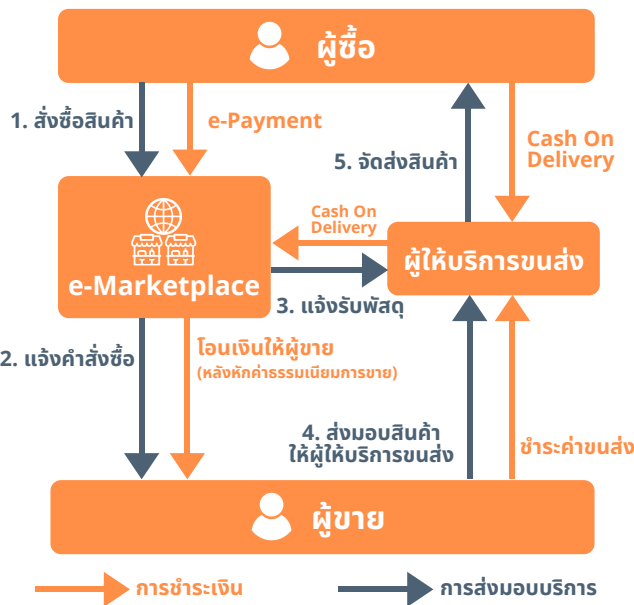 ผู้ซื้อ
1. สั่งซื้อสินค้า
e-Payment
5. จัดส่งสินค้า
Cash On
Delivery
Cash On
Delivery
e-Marketplace
ผู้ให้บริการขนส่ง
3. แจ้งรับพัสดุ
2. แจ้งคำสั่งซื้อ
โอนเงินให้ผู้ขาย
(หลังหักค่าธรรมเนียมการขาย)
4. ส่งมอบสินค้า
ให้ผู้ให้บริการขนส่ง
ชำระค่าขนส่ง
ผู้ขาย
การชำระเงิน
การส่งมอบบริการ